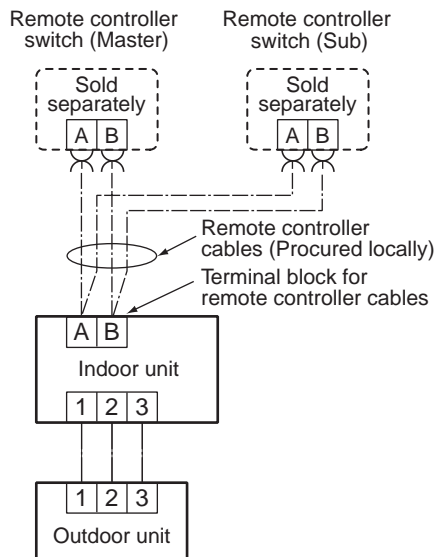 Remote controller
switch (Master)
Remote controller
switch (Sub)
Sold
separately
A B
Sold
separately
A B
Remote controller
cables (Procured locally)
Terminal block for
remote controller cables
A B
Indoor unit
1 2 3
1 2 3
Outdoor unit